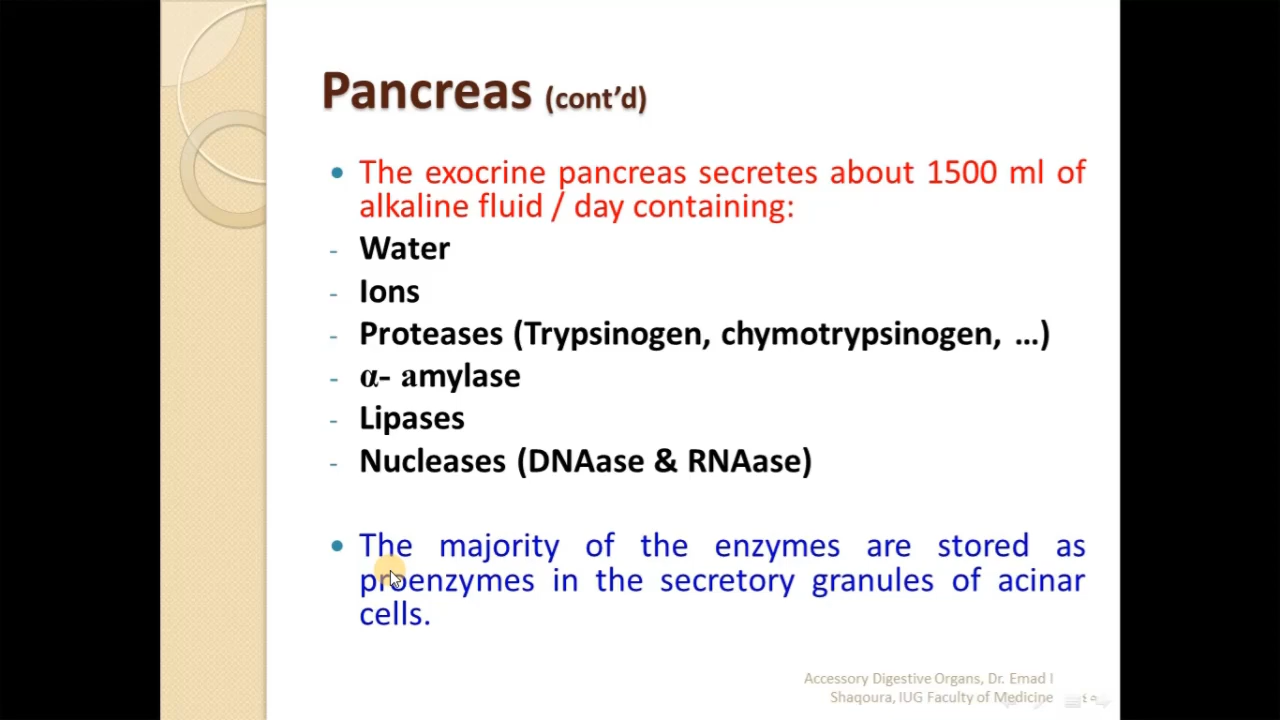 Pancreas (cont’d)
• The exocrine pancreas secretes about 1500 ml of
alkaline fluid / day containing:
- Water
- Ions
- Proteases (Trypsinogen, chymotrypsinogen, ...)
- α- amylase
- Lipases
- Nucleases (DNAase & RNAase)
• The majority of the enzymes are stored as
proenzymes in the secretory granules of acinar
cells.
Accessory Digestive Organs, Dr. Emad I
Shaqoura, IUG Faculty of Medicine